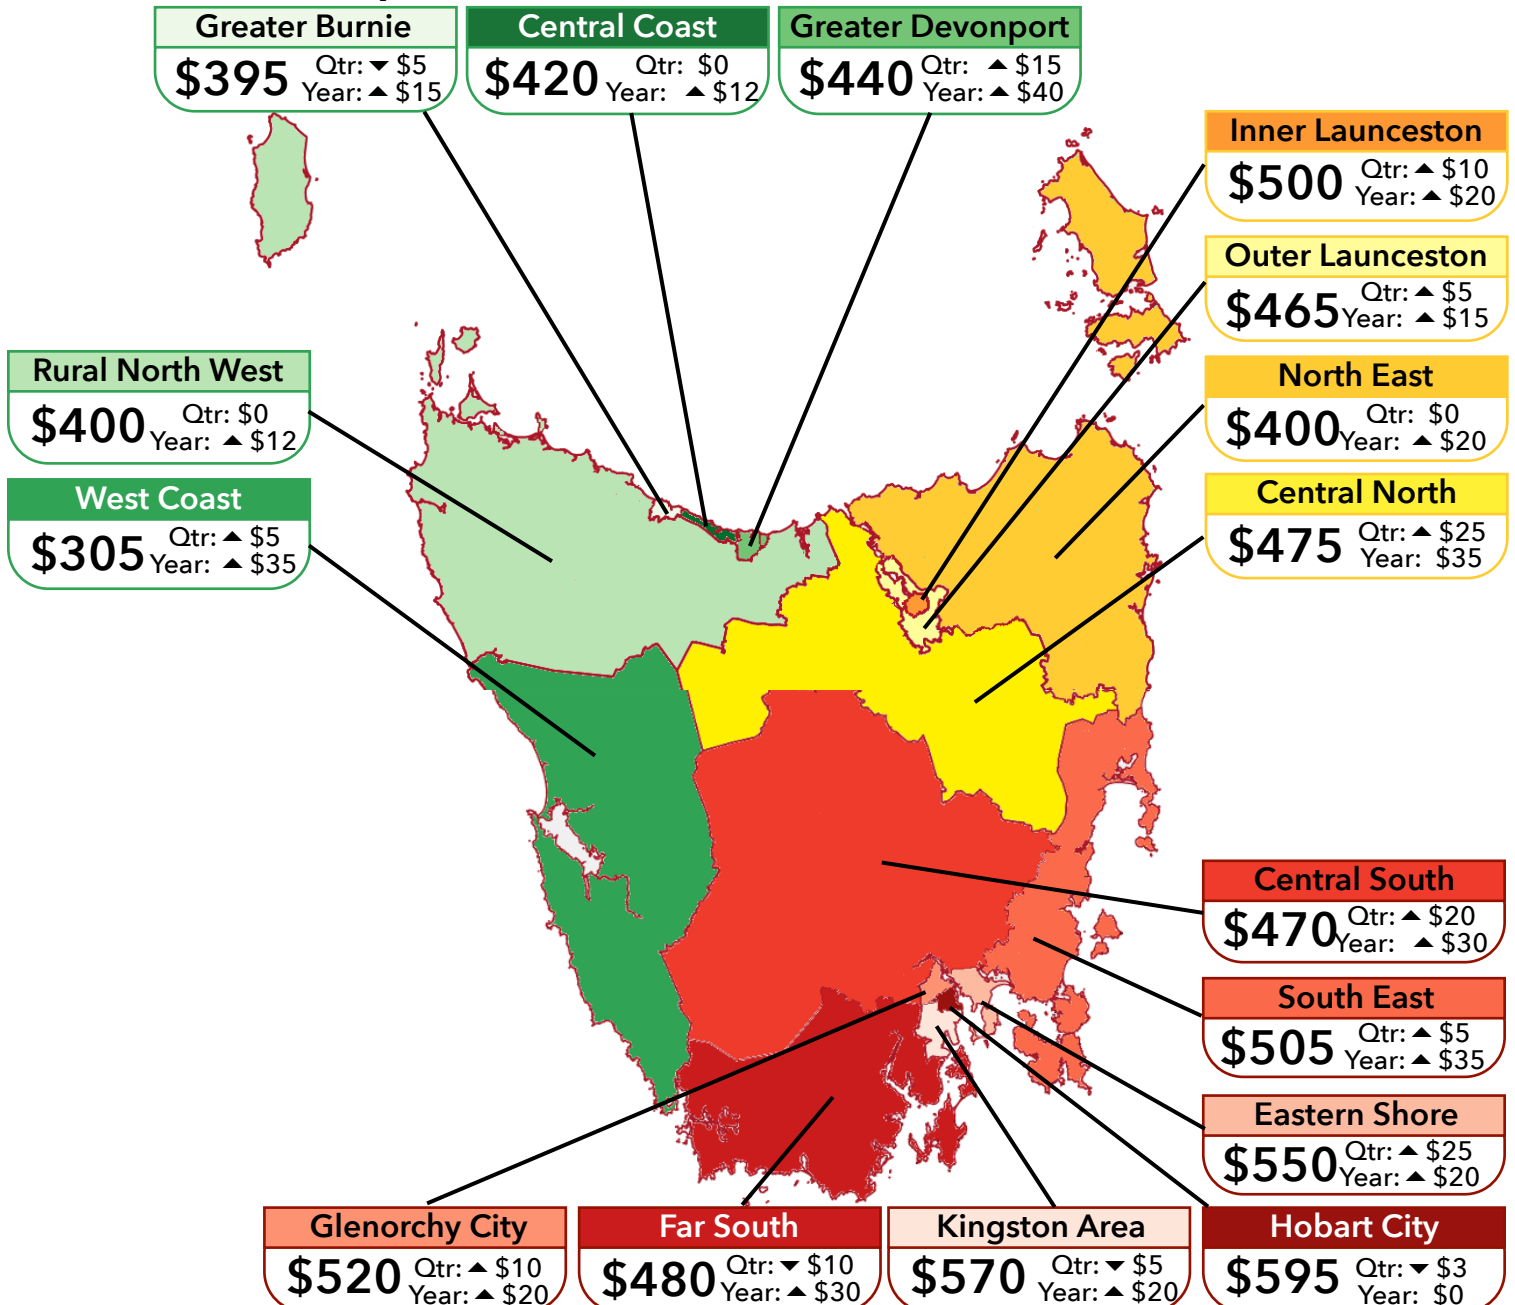 Greater Burnie
$395 Qtr: ▼ $5
Year: ▲ $15
Central Coast
$420 Qtr: $0
Year: ▲ $12
Greater Devonport
$440 Qtr: ▲ $15
Year: ▲ $40
Inner Launceston
$500 Qtr: ▲ $10
Year: ▲ $20
Outer Launceston
$465 Qtr: ▲ $5
Year: ▲ $15
Rural North West
$400 Qtr: $0
Year: ▲ $12
North East
$400 Qtr: $0
Year: ▲ $20
West Coast
$305 Qtr: ▲ $5
Year: ▲ $35
Central North
$475 Qtr: ▲ $25
Year: $35
Central South
$470 Qtr: ▲ $20
Year: ▲ $30
South East
$505 Qtr: ▲ $5
Year: ▲ $35
Eastern Shore
$550 Qtr: ▲ $25
Year: ▲ $20
Glenorchy City
$520 Qtr: ▲ $10
Year: ▲ $20
Far South
$480 Qtr: ▼ $10
Year: ▲ $30
Kingston Area
$570 Qtr: ▼ $5
Year: ▲ $20
Hobart City
$595 Qtr: ▼ $3
Year: $0